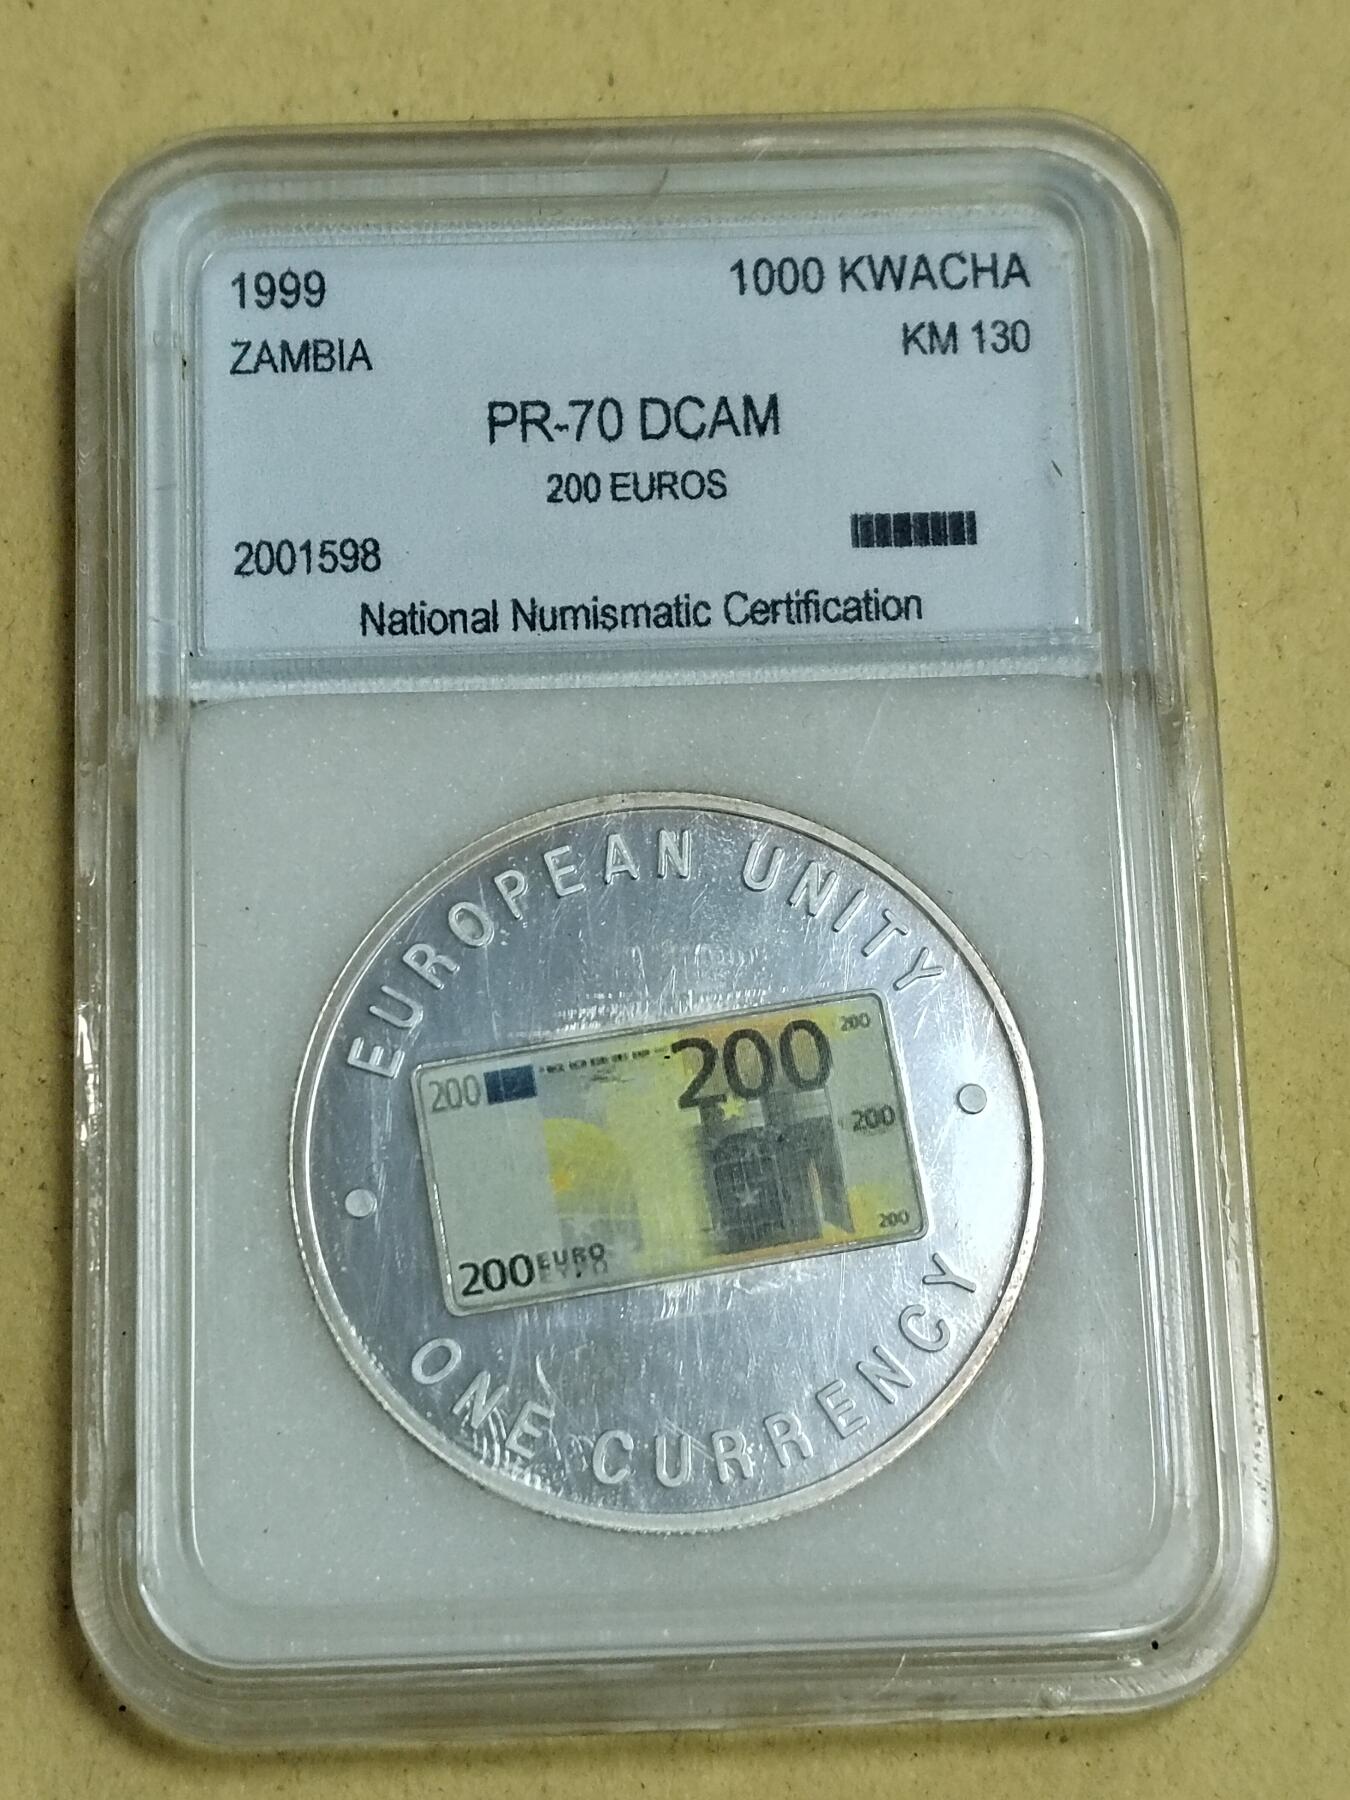 1999
1000 KWACHA
ZAMBIA
KM 130
PR-70 DCAM
200 EUROS
2001598
National Numismatic Certification
EUROPEAN UNITY
200
200
200
200
200
200 EURO
ΕΥΡΩ
ONE CURRENCY